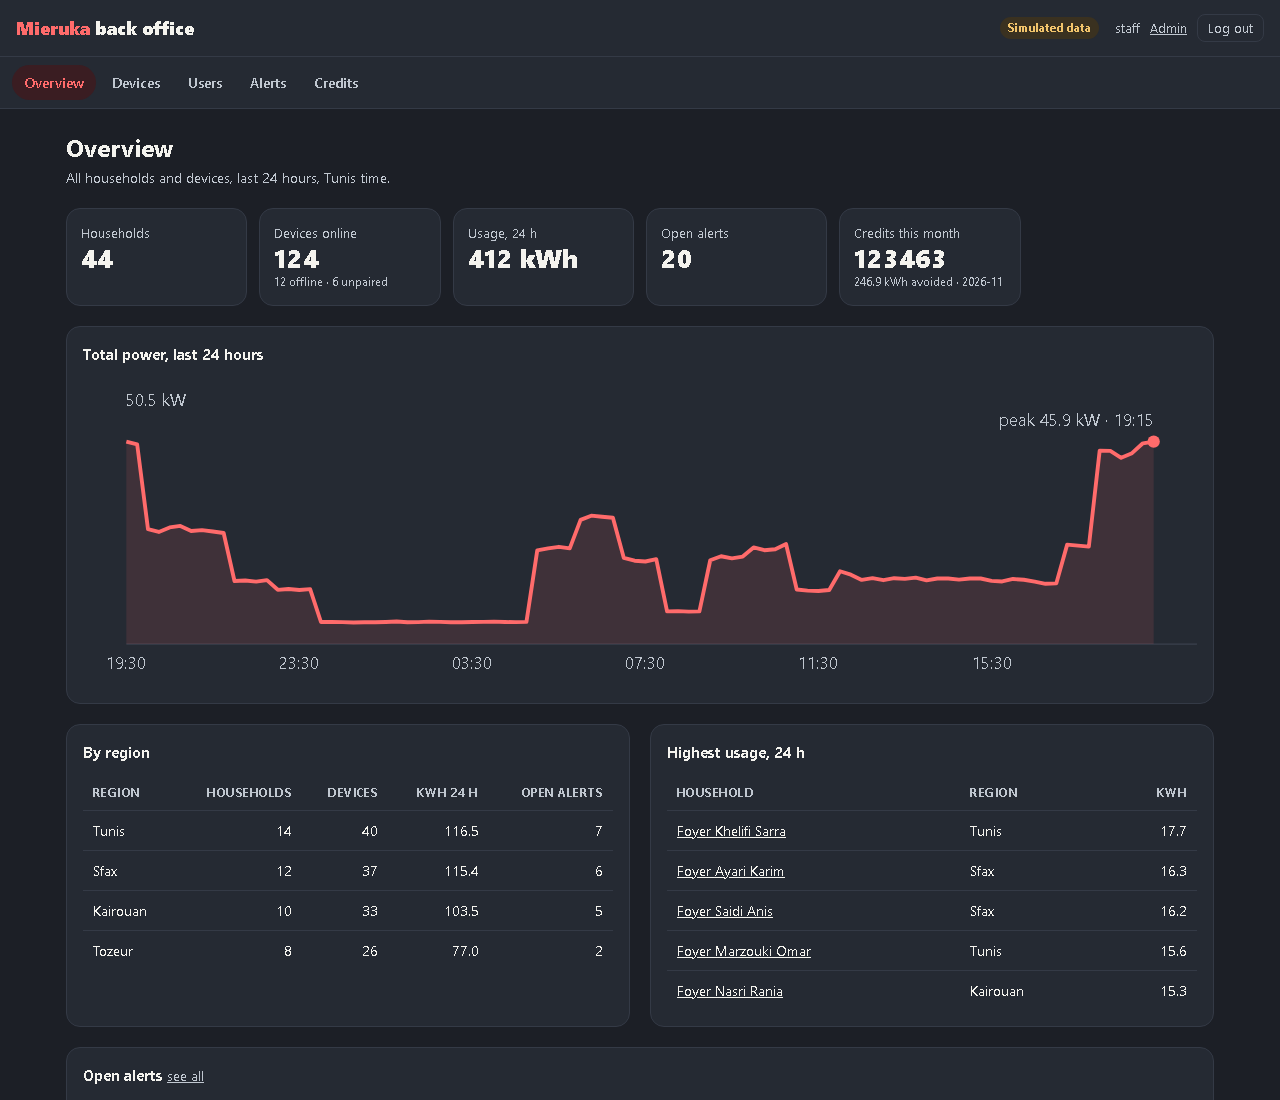 Mieruka back office
Simulated data staff Admin Log out
Overview Devices Users Alerts Credits
Overview
All households and devices, last 24 hours, Tunis time.
Households
44
Devices online
124
12 offline · 6 unpaired
Usage, 24 h
412 kWh
Open alerts
20
Credits this month
123463
246.9 kWh avoided · 2026-11
Total power, last 24 hours
50.5 kW
peak 45.9 kW · 19:15
19:30 23:30 03:30 07:30 11:30 15:30
By region
REGION HOUSEHOLDS DEVICES KWH 24 H OPEN ALERTS
Tunis 14 40 116.5 7
Sfax 12 37 115.4 6
Kairouan 10 33 103.5 5
Tozeur 8 26 77.0 2
Highest usage, 24 h
HOUSEHOLD REGION KWH
Foyer Khelifi Sarra Tunis 17.7
Foyer Ayari Karim Sfax 16.3
Foyer Saidi Anis Sfax 16.2
Foyer Marzouki Omar Tunis 15.6
Foyer Nasri Rania Kairouan 15.3
Open alerts see all